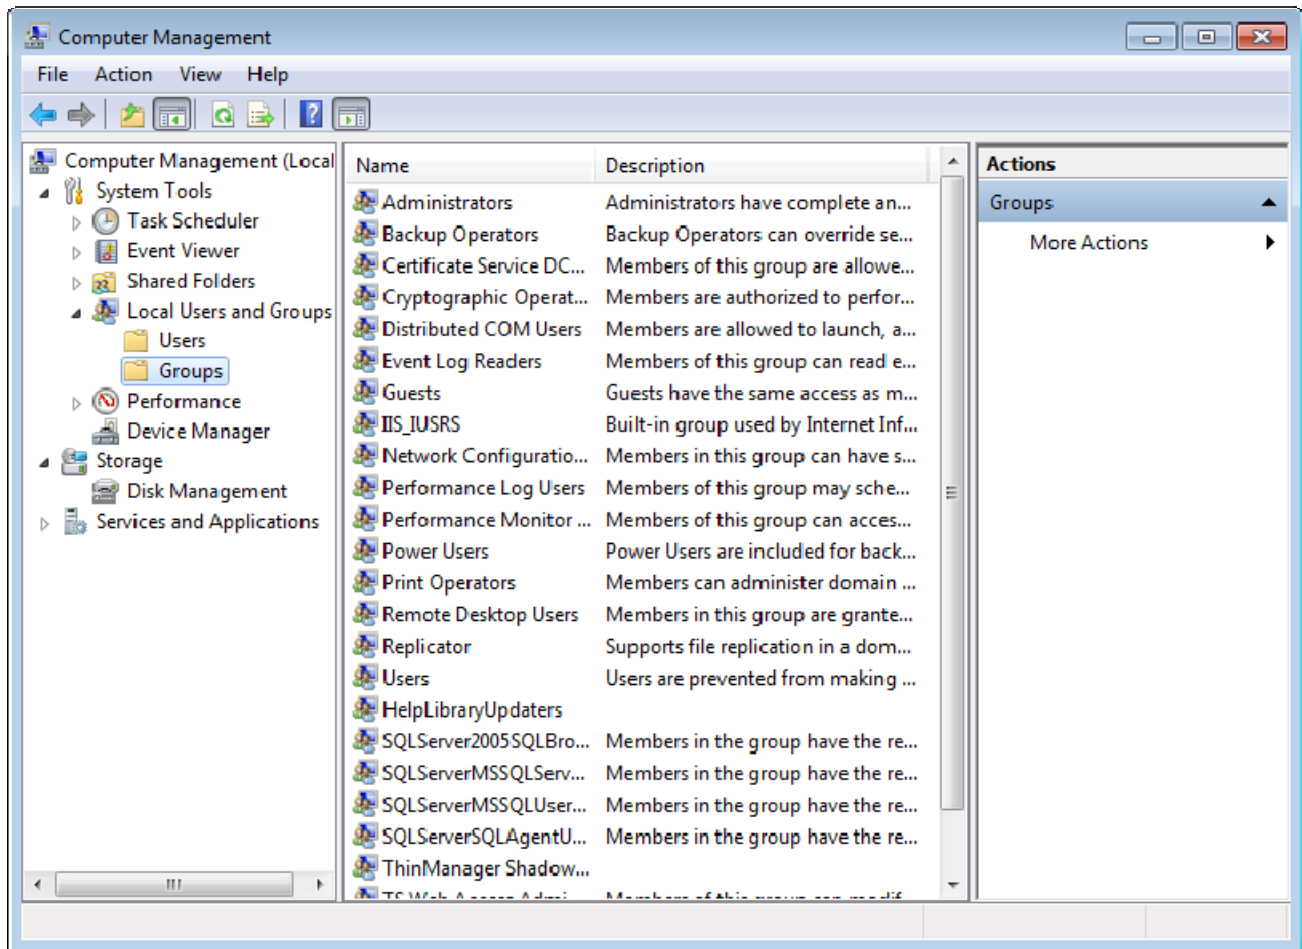 Computer Management
File Action View Help
Computer Management (Local
System Tools
Task Scheduler
Event Viewer
Shared Folders
Local Users and Groups
Users
Groups
Performance
Device Manager
Storage
Disk Management
Services and Applications
Name Description
Administrators Administrators have complete an...
Backup Operators Backup Operators can override se...
Certificate Service DC... Members of this group are allowe...
Cryptographic Operat... Members are authorized to perfor...
Distributed COM Users Members are allowed to launch, a...
Event Log Readers Members of this group can read e...
Guests Guests have the same access as m...
IIS_IUSRS Built-in group used by Internet Inf...
Network Configuratio... Members in this group can have s...
Performance Log Users Members of this group may sche...
Performance Monitor ... Members of this group can acces...
Power Users Power Users are included for back...
Print Operators Members can administer domain ...
Remote Desktop Users Members in this group are grante...
Replicator Supports file replication in a dom...
Users Users are prevented from making ...
HelpLibraryUpdaters
SQLServer2005SQLBro... Members in the group have the re...
SQLServerMSSQLServ... Members in the group have the re...
SQLServerMSSQLUser... Members in the group have the re...
SQLServerSQLAgentU... Members in the group have the re...
ThinManager Shadow...
TS Web Access Admi... Members of this group can modif...
Actions
Groups
More Actions